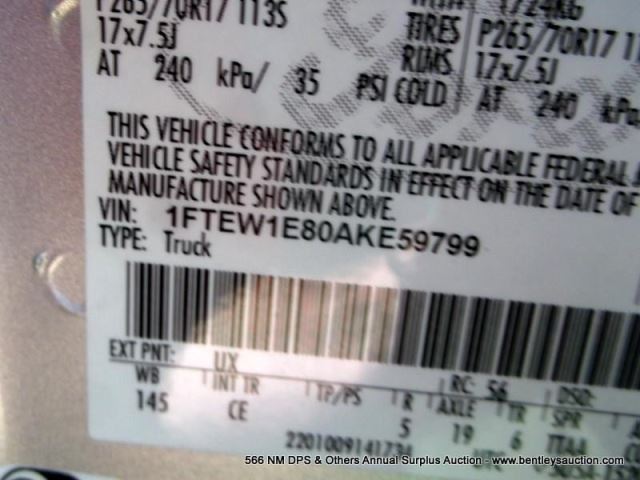 P265/70R17 113S
17x7.5J
AT 240 kPa/ 35 PSI COLD
1724KG
TIRES P265/70R17
RIMS 17x7.5J
AT 240 kPa/
THIS VEHICLE CONFORMS TO ALL APPLICABLE FEDERAL
VEHICLE SAFETY STANDARDS IN EFFECT ON THE DATE OF
MANUFACTURE SHOWN ABOVE.
VIN: 1FTEW1E80AKE59799
TYPE: Truck
EXT PNT: UX RC: 56 DSO:
WB INT TR TP/PS R AXLE TR SPR
145 CE 5 19 6 TTAA
2201009141734
566 NM DPS & Others Annual Surplus Auction - www.bentleysauction.com